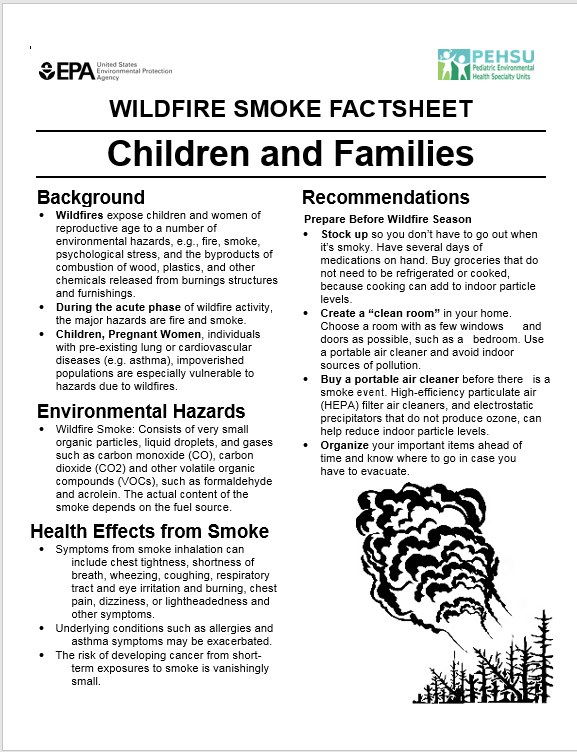 EPA United States
Environmental Protection
Agency
PEHSU
Pediatric Environmental
Health Specialty Units
WILDFIRE SMOKE FACTSHEET
Children and Families
Background
• Wildfires expose children and women of
reproductive age to a number of
environmental hazards, e.g., fire, smoke,
psychological stress, and the byproducts of
combustion of wood, plastics, and other
chemicals released from burnings structures
and furnishings.
• During the acute phase of wildfire activity,
the major hazards are fire and smoke.
• Children, Pregnant Women, individuals
with pre-existing lung or cardiovascular
diseases (e.g. asthma), impoverished
populations are especially vulnerable to
hazards due to wildfires.
Environmental Hazards
• Wildfire Smoke: Consists of very small
organic particles, liquid droplets, and gases
such as carbon monoxide (CO), carbon
dioxide (CO2) and other volatile organic
compounds (VOCs), such as formaldehyde
and acrolein. The actual content of the
smoke depends on the fuel source.
Health Effects from Smoke
• Symptoms from smoke inhalation can
include chest tightness, shortness of
breath, wheezing, coughing, respiratory
tract and eye irritation and burning, chest
pain, dizziness, or lightheadedness and
other symptoms.
• Underlying conditions such as allergies and
asthma symptoms may be exacerbated.
• The risk of developing cancer from short-
term exposures to smoke is vanishingly
small.
Recommendations
Prepare Before Wildfire Season
• Stock up so you don’t have to go out when
it’s smoky. Have several days of
medications on hand. Buy groceries that do
not need to be refrigerated or cooked,
because cooking can add to indoor particle
levels.
• Create a “clean room” in your home.
Choose a room with as few windows and
doors as possible, such as a bedroom. Use
a portable air cleaner and avoid indoor
sources of pollution.
• Buy a portable air cleaner before there is a
smoke event. High-efficiency particulate air
(HEPA) filter air cleaners, and electrostatic
precipitators that do not produce ozone, can
help reduce indoor particle levels.
• Organize your important items ahead of
time and know where to go in case you
have to evacuate.